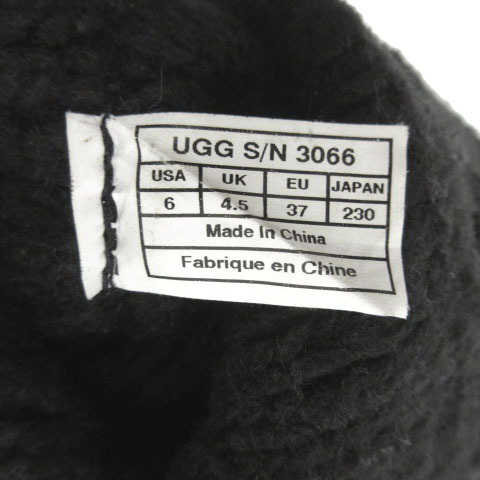 UGG S/N 3066
USA UK EU JAPAN
6 4.5 37 230
Made In China
Fabrique en Chine